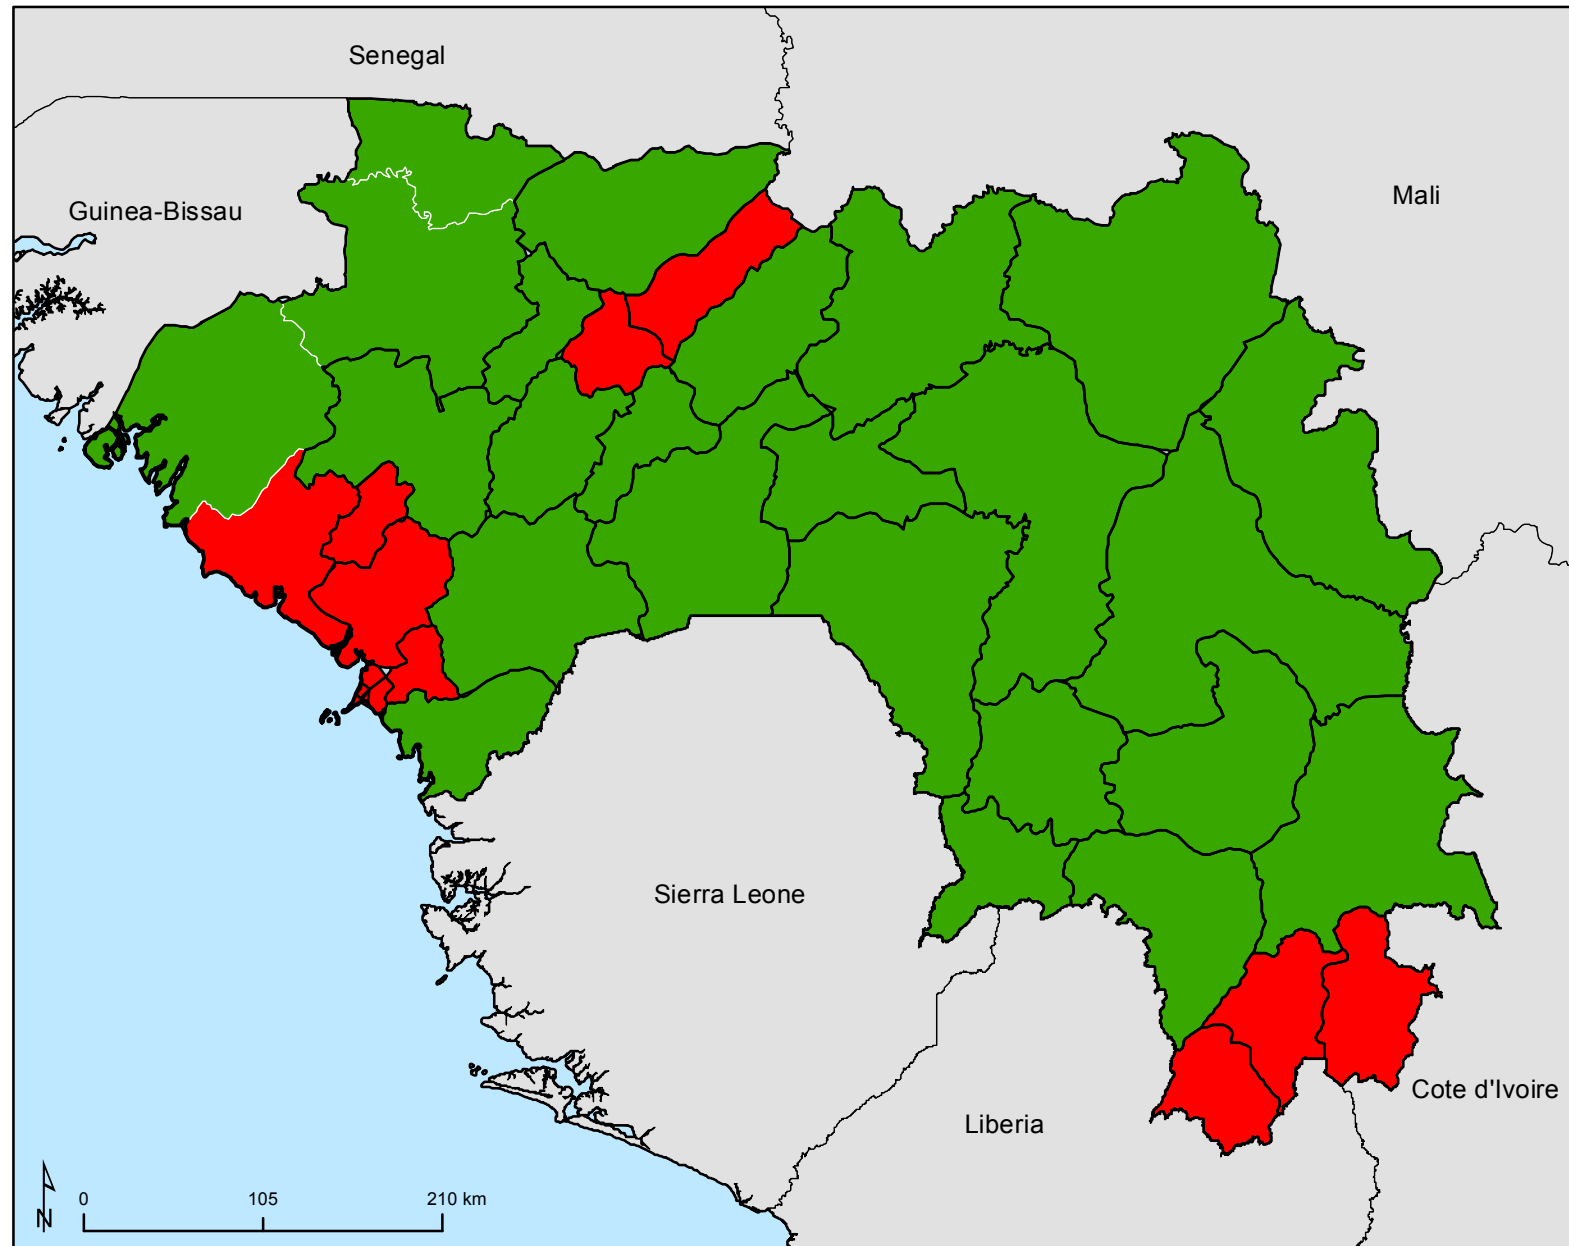 Senegal
Mali
Guinea-Bissau
Sierra Leone
Cote d'Ivoire
Liberia
0 105 210 km
N